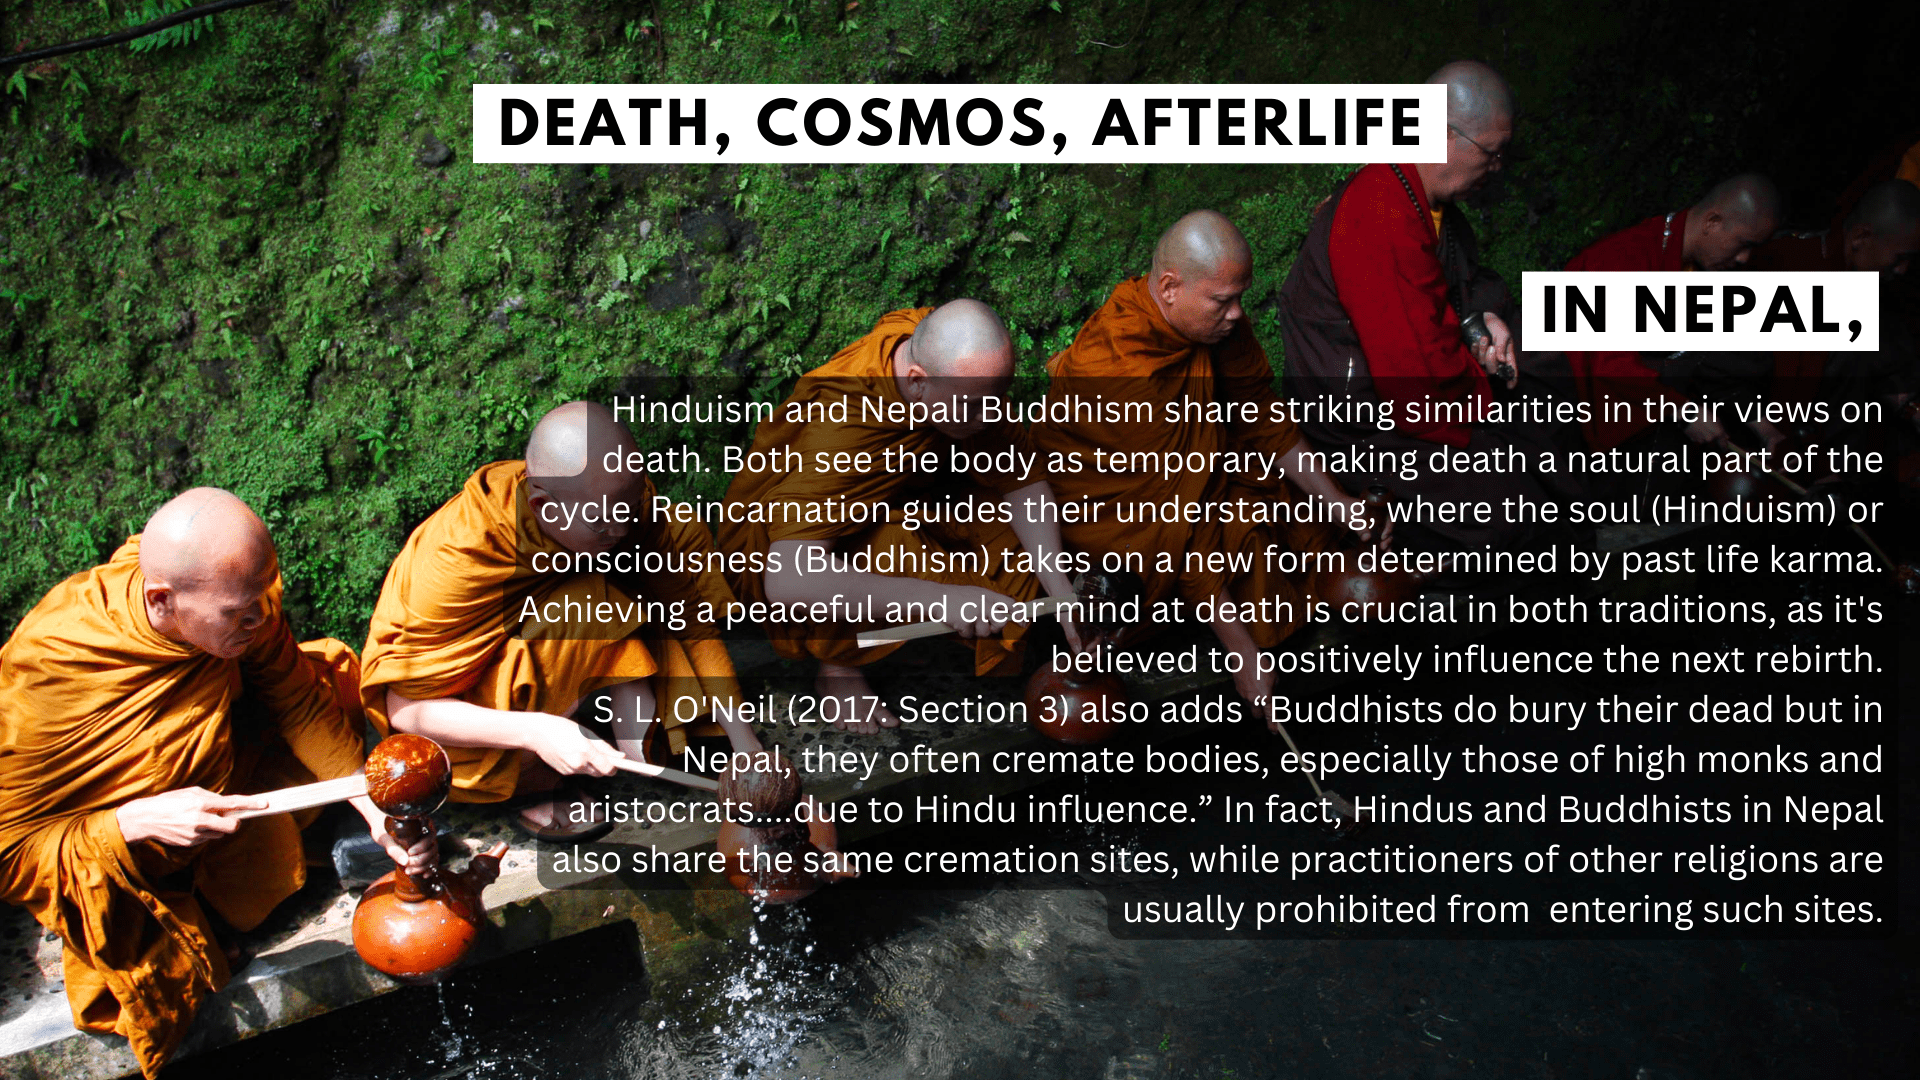 DEATH, COSMOS, AFTERLIFE
IN NEPAL,
Hinduism and Nepali Buddhism share striking similarities in their views on
death. Both see the body as temporary, making death a natural part of the
cycle. Reincarnation guides their understanding, where the soul (Hinduism) or
consciousness (Buddhism) takes on a new form determined by past life karma.
Achieving a peaceful and clear mind at death is crucial in both traditions, as it's
believed to positively influence the next rebirth.
S. L. O'Neil (2017: Section 3) also adds “Buddhists do bury their dead but in
Nepal, they often cremate bodies, especially those of high monks and
aristocrats....due to Hindu influence.” In fact, Hindus and Buddhists in Nepal
also share the same cremation sites, while practitioners of other religions are
usually prohibited from  entering such sites.